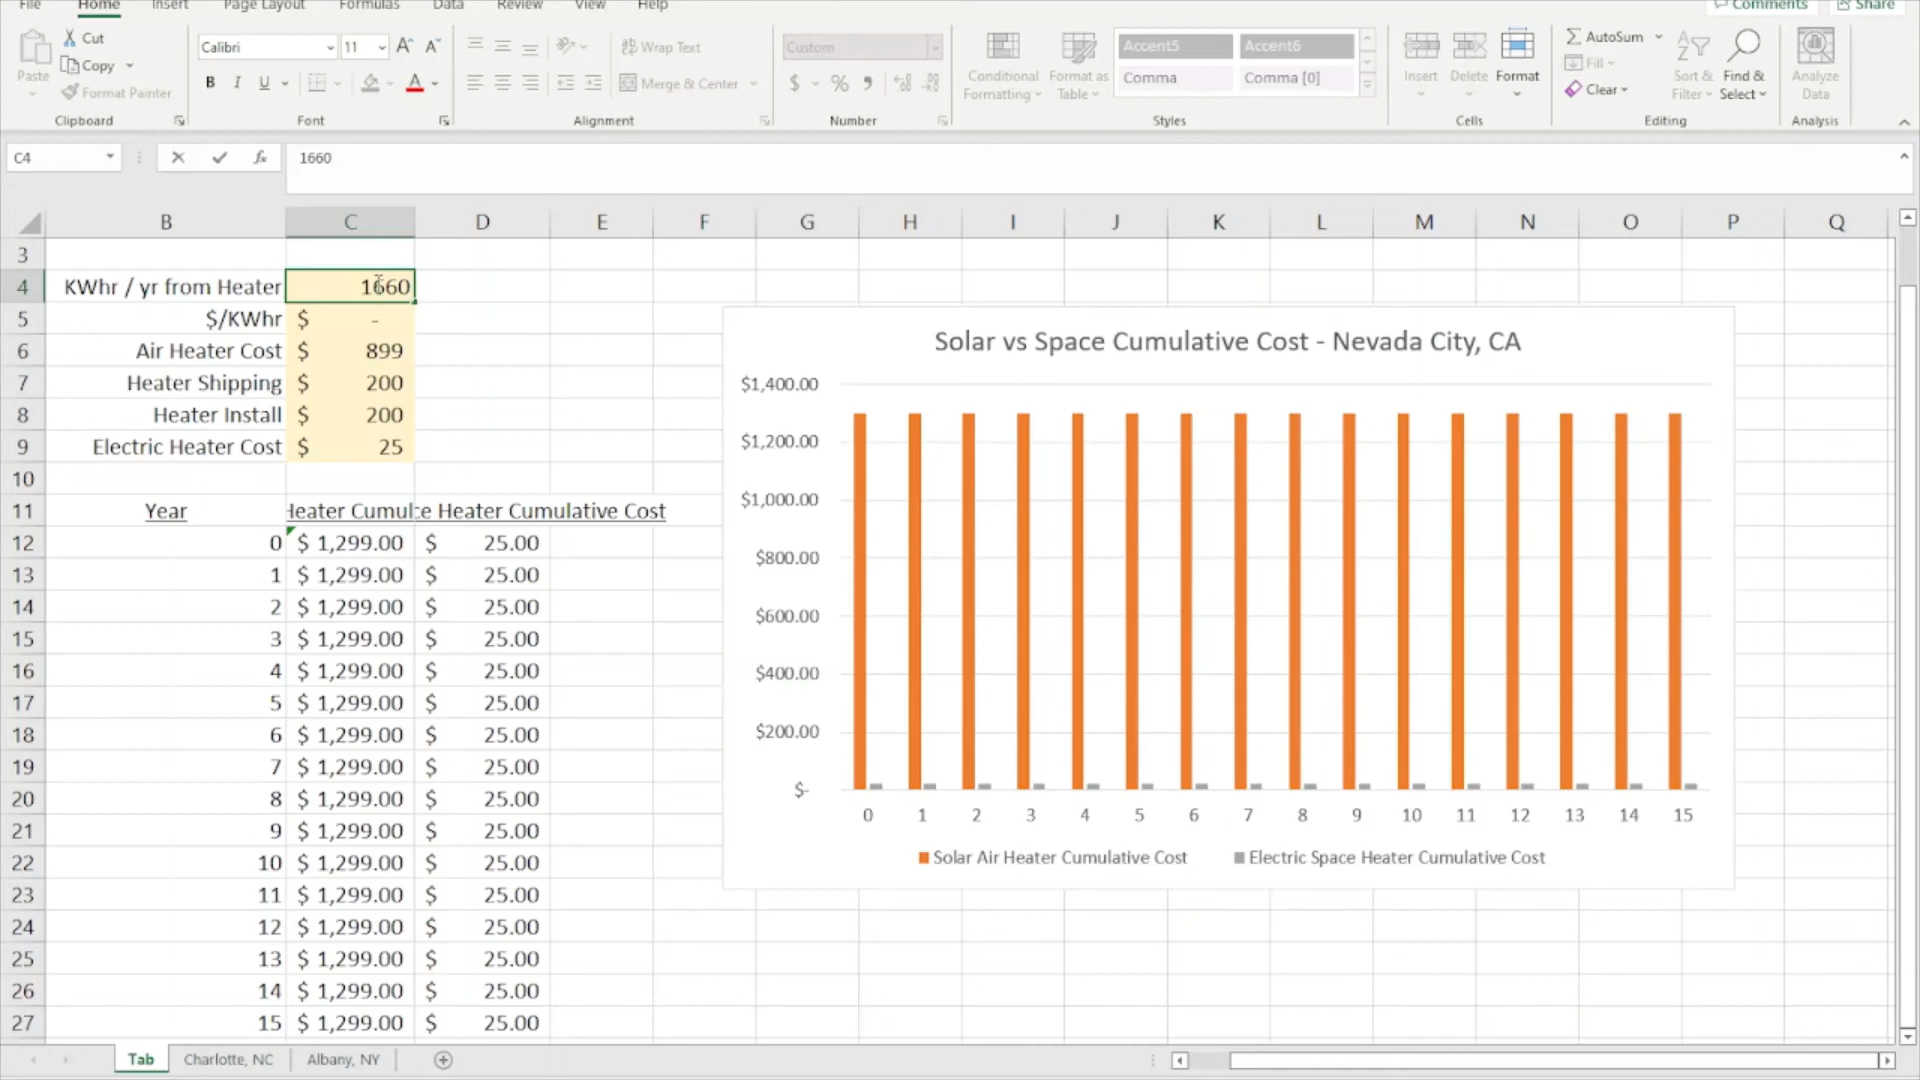 File Home Insert Page Layout Formulas Data Review View Help Comments Share
Cut
Copy
Format Painter
Paste
Clipboard
Calibri 11
B I U
Font
Wrap Text
Merge & Center
Alignment
Custom
$ % 9
Number
Conditional Formatting
Format as Table
Accent5 Accent6
Comma Comma [0]
Styles
Insert Delete Format
Cells
AutoSum
Fill
Clear
Sort & Filter
Find & Select
Editing
Analyze Data
Analysis
C4 fx 1660
B C D E F G H I J K L M N O P Q
3
4 KWhr / yr from Heater 1660
5 $/KWhr $ -
6 Air Heater Cost $ 899
7 Heater Shipping $ 200
8 Heater Install $ 200
9 Electric Heater Cost $ 25
10
11 Year Heater Cumul ce Heater Cumulative Cost
12 0 $ 1,299.00 $ 25.00
13 1 $ 1,299.00 $ 25.00
14 2 $ 1,299.00 $ 25.00
15 3 $ 1,299.00 $ 25.00
16 4 $ 1,299.00 $ 25.00
17 5 $ 1,299.00 $ 25.00
18 6 $ 1,299.00 $ 25.00
19 7 $ 1,299.00 $ 25.00
20 8 $ 1,299.00 $ 25.00
21 9 $ 1,299.00 $ 25.00
22 10 $ 1,299.00 $ 25.00
23 11 $ 1,299.00 $ 25.00
24 12 $ 1,299.00 $ 25.00
25 13 $ 1,299.00 $ 25.00
26 14 $ 1,299.00 $ 25.00
27 15 $ 1,299.00 $ 25.00
Solar vs Space Cumulative Cost - Nevada City, CA
$1,400.00
$1,200.00
$1,000.00
$800.00
$600.00
$400.00
$200.00
$-
0 1 2 3 4 5 6 7 8 9 10 11 12 13 14 15
Solar Air Heater Cumulative Cost Electric Space Heater Cumulative Cost
Tab Charlotte, NC Albany, NY